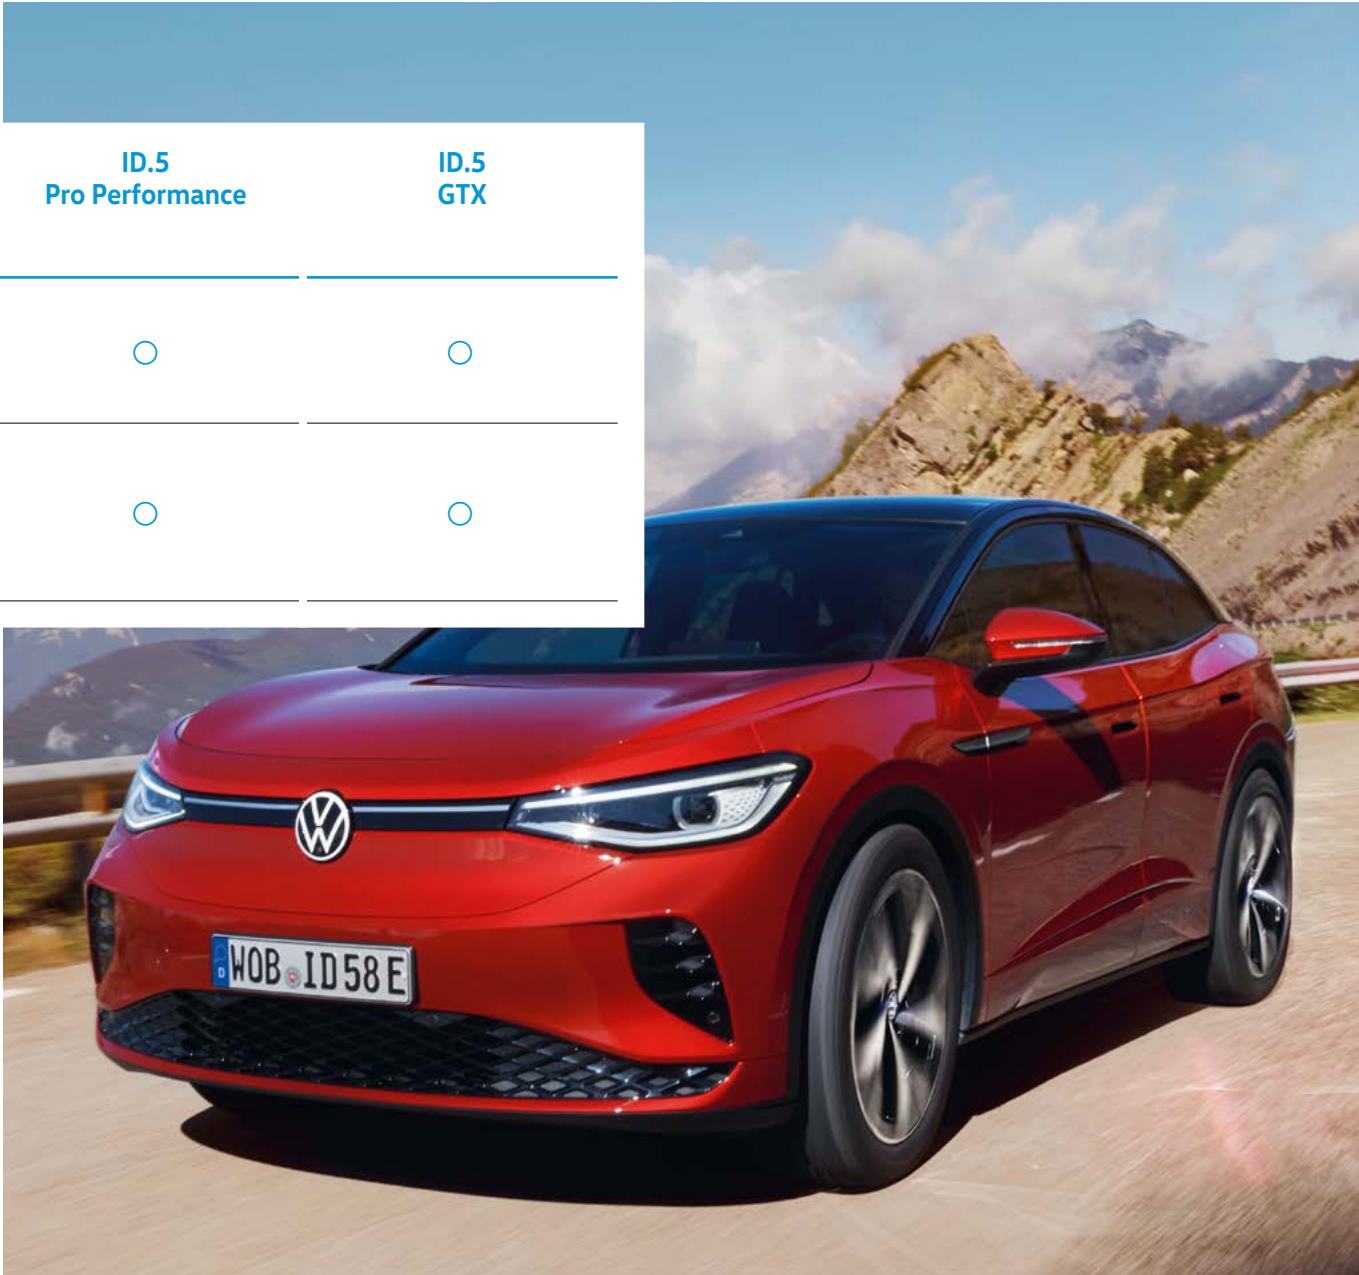 ID.5
Pro Performance
ID.5
GTX
○ ○
○ ○
WOB ID 58 E
D